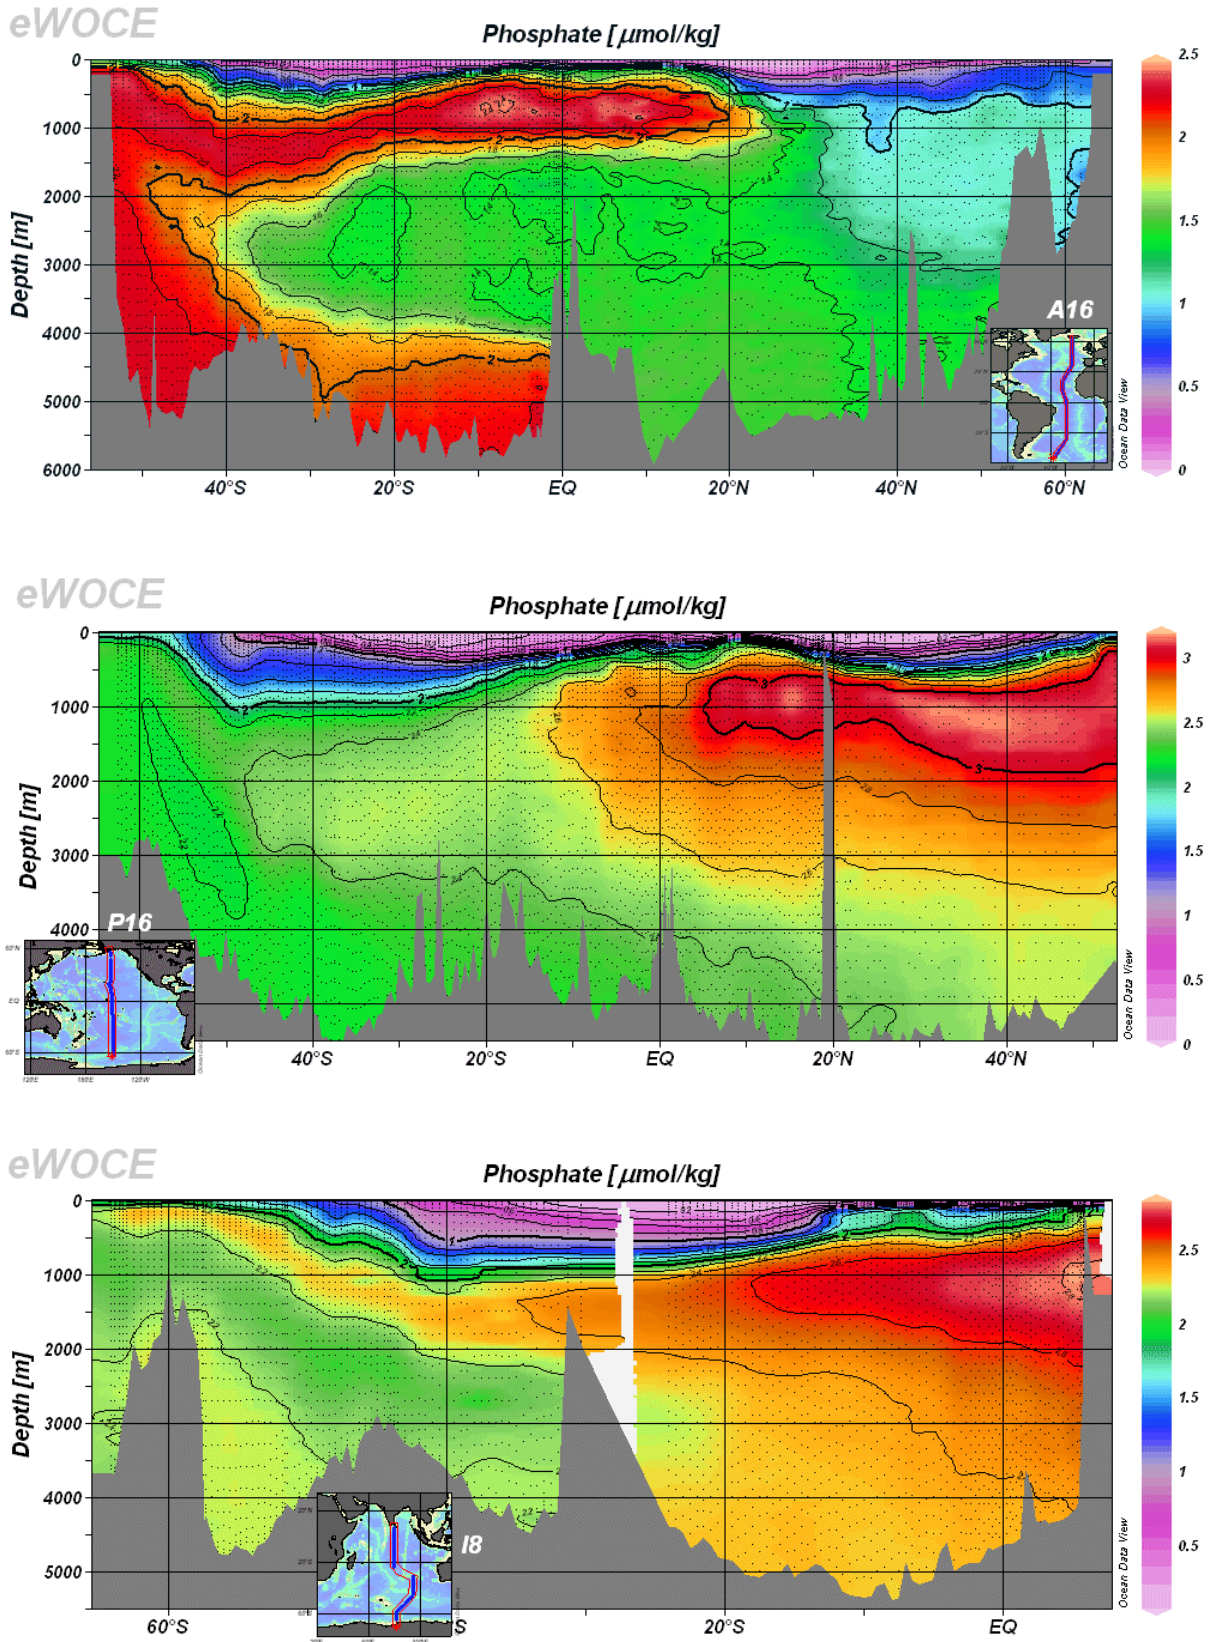 eWOCE
Phosphate [μmol/kg]
0
1000
2000
3000
4000
5000
6000
Depth [m]
40°S
20°S
EQ
20°N
40°N
60°N
A16
Ocean Data View
2.5
2
1.5
1
0.5
0
eWOCE
Phosphate [μmol/kg]
0
1000
2000
3000
4000
Depth [m]
P16
40°S
20°S
EQ
20°N
40°N
Ocean Data View
3
2.5
2
1.5
1
0.5
0
eWOCE
Phosphate [μmol/kg]
0
1000
2000
3000
4000
5000
Depth [m]
I8
60°S
S
20°S
EQ
Ocean Data View
2.5
2
1.5
1
0.5